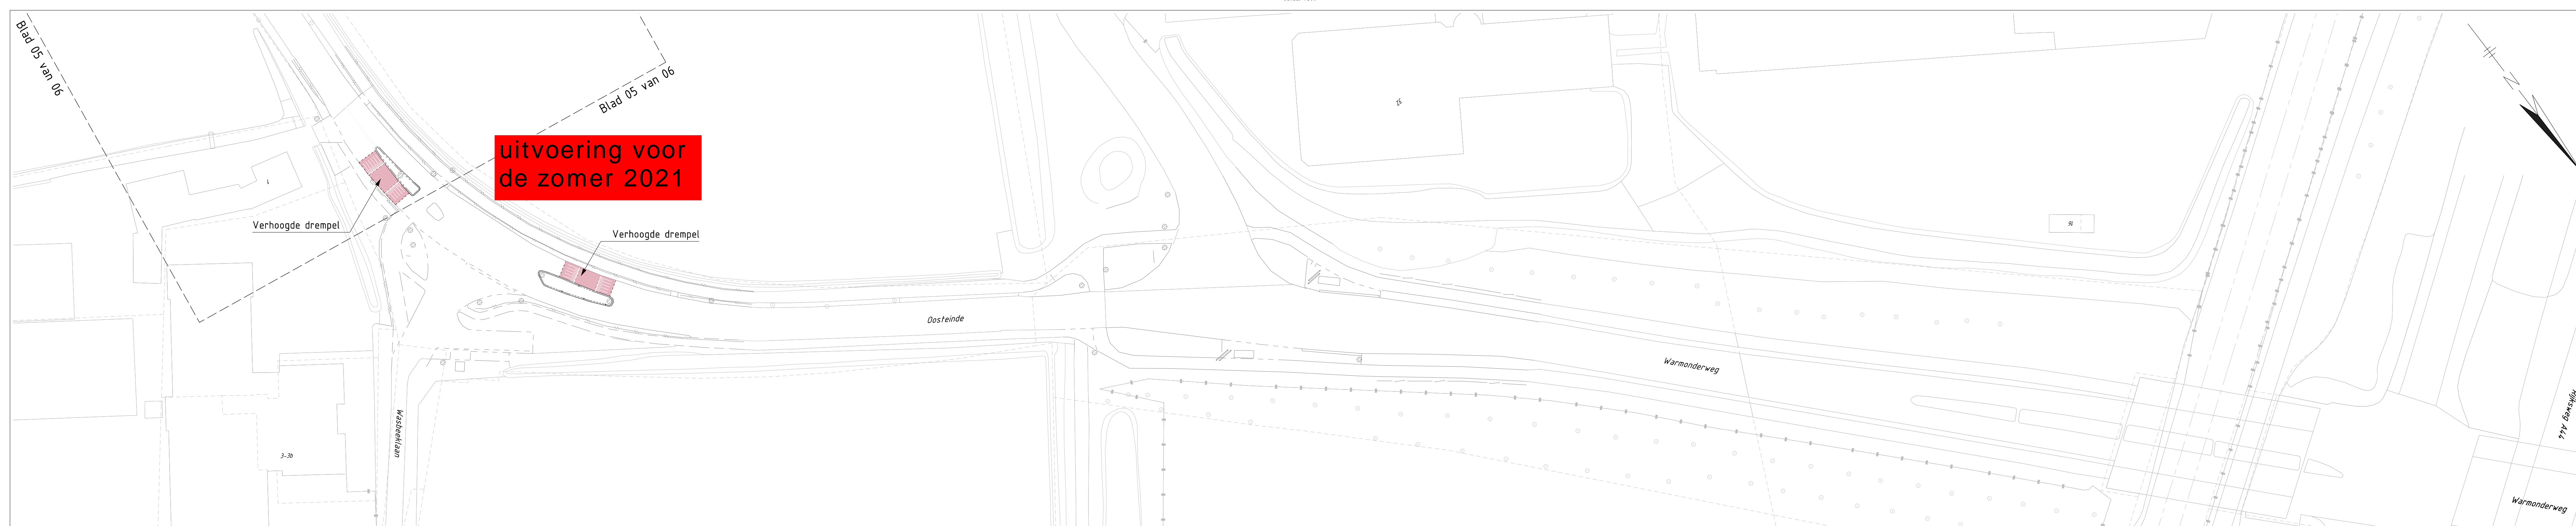 Blad 05 van 06
Blad 05 van 06
uitvoering voor
de zomer 2021
Verhoogde drempel
Verhoogde drempel
Oosteinde
Warmonderweg
Wasbeeklaan
3-3b
32
Rijksweg A44
Warmonderweg